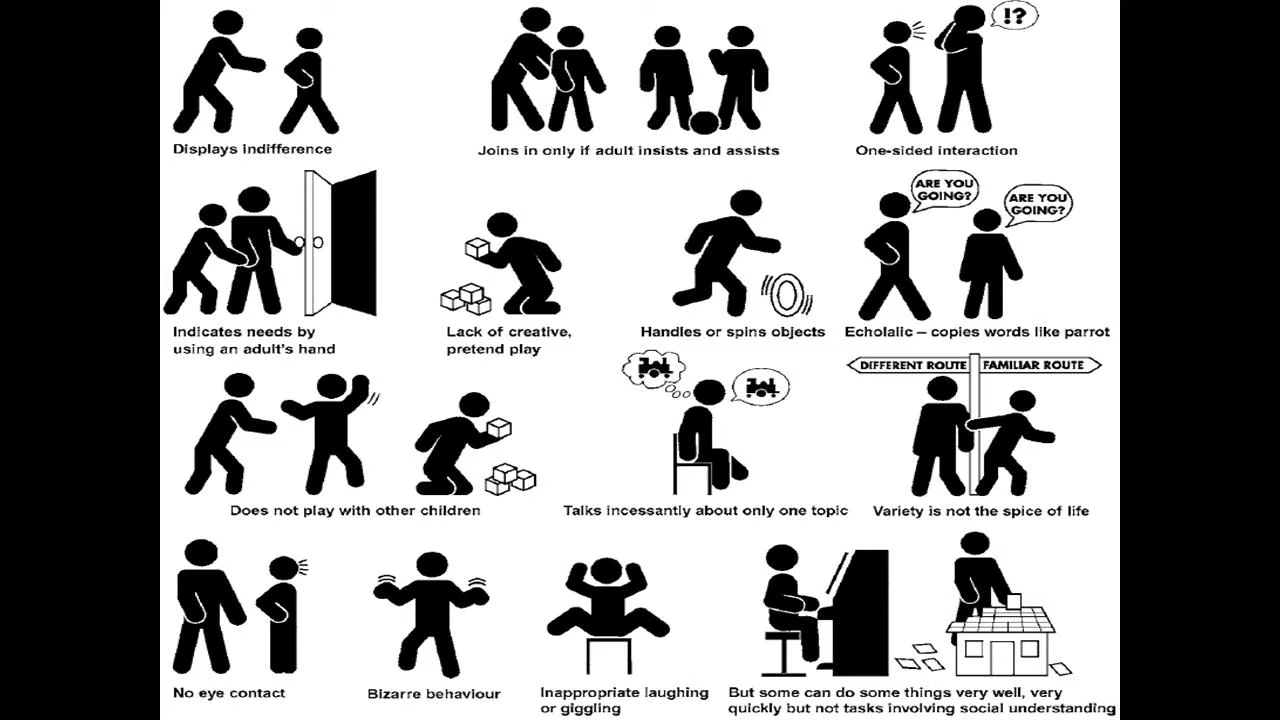 !?
Displays indifference
Joins in only if adult insists and assists
One-sided interaction
ARE YOU
GOING?
ARE YOU
GOING?
Indicates needs by
using an adult's hand
Lack of creative,
pretend play
Handles or spins objects
Echolalic – copies words like parrot
DIFFERENT ROUTE
FAMILIAR ROUTE
Does not play with other children
Talks incessantly about only one topic
Variety is not the spice of life
No eye contact
Bizarre behaviour
Inappropriate laughing
or giggling
But some can do some things very well, very
quickly but not tasks involving social understanding